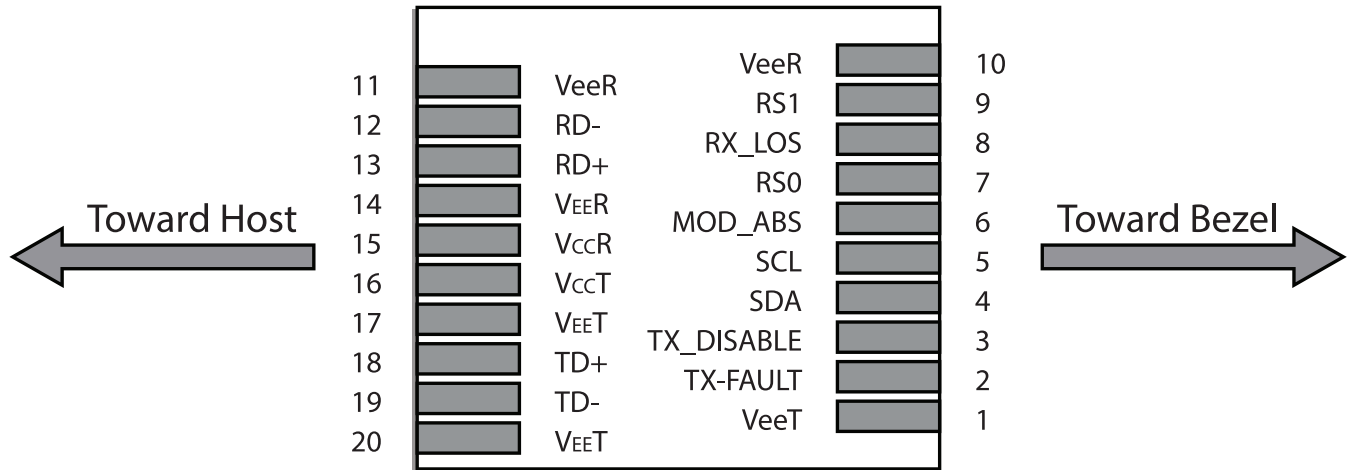 VeeR 10
11 VeeR
RS1 9
12 RD-
RX_LOS 8
13 RD+
RS0 7
14 VEER
MOD_ABS 6
Toward Host
Toward Bezel
15 VCCR
SCL 5
16 VCCT
SDA 4
17 VEET
TX_DISABLE 3
18 TD+
TX-FAULT 2
19 TD-
VeeT 1
20 VEET